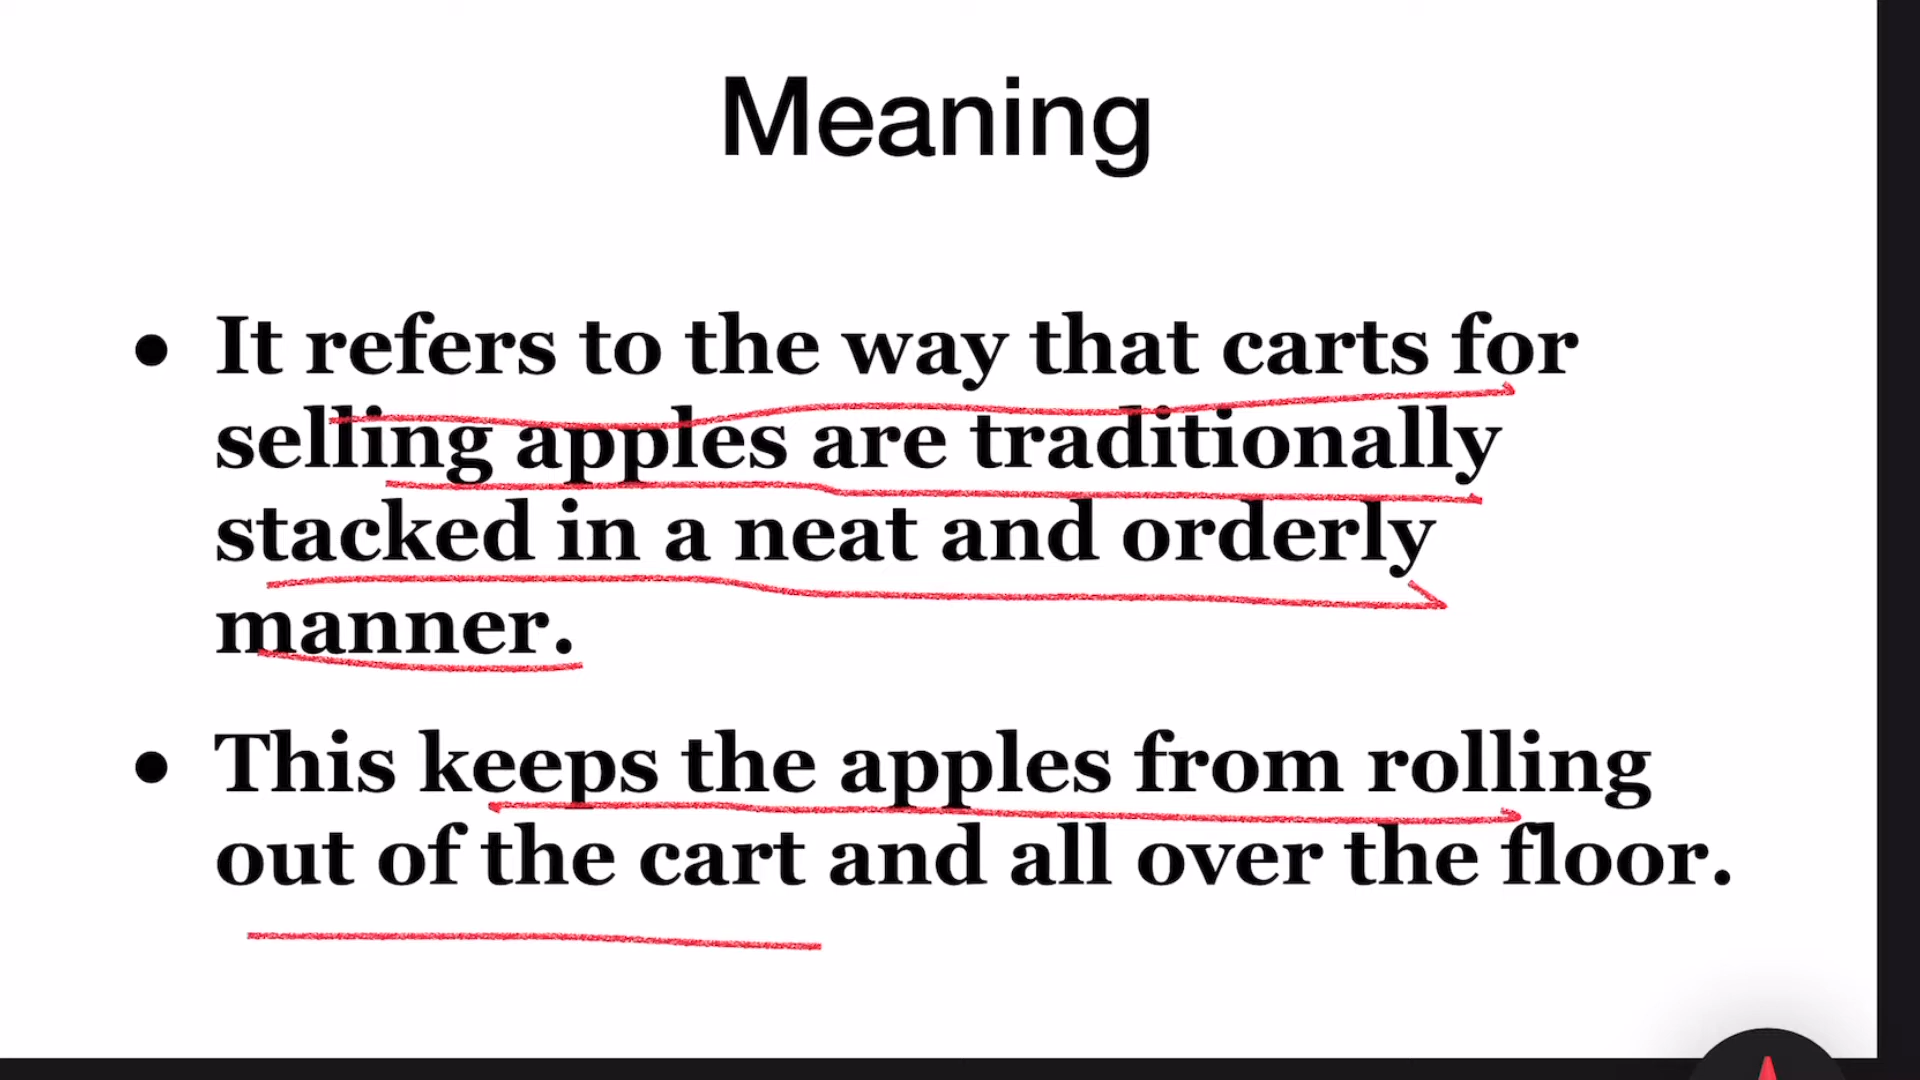 Meaning
● It refers to the way that carts for
selling apples are traditionally
stacked in a neat and orderly
manner.
● This keeps the apples from rolling
out of the cart and all over the floor.